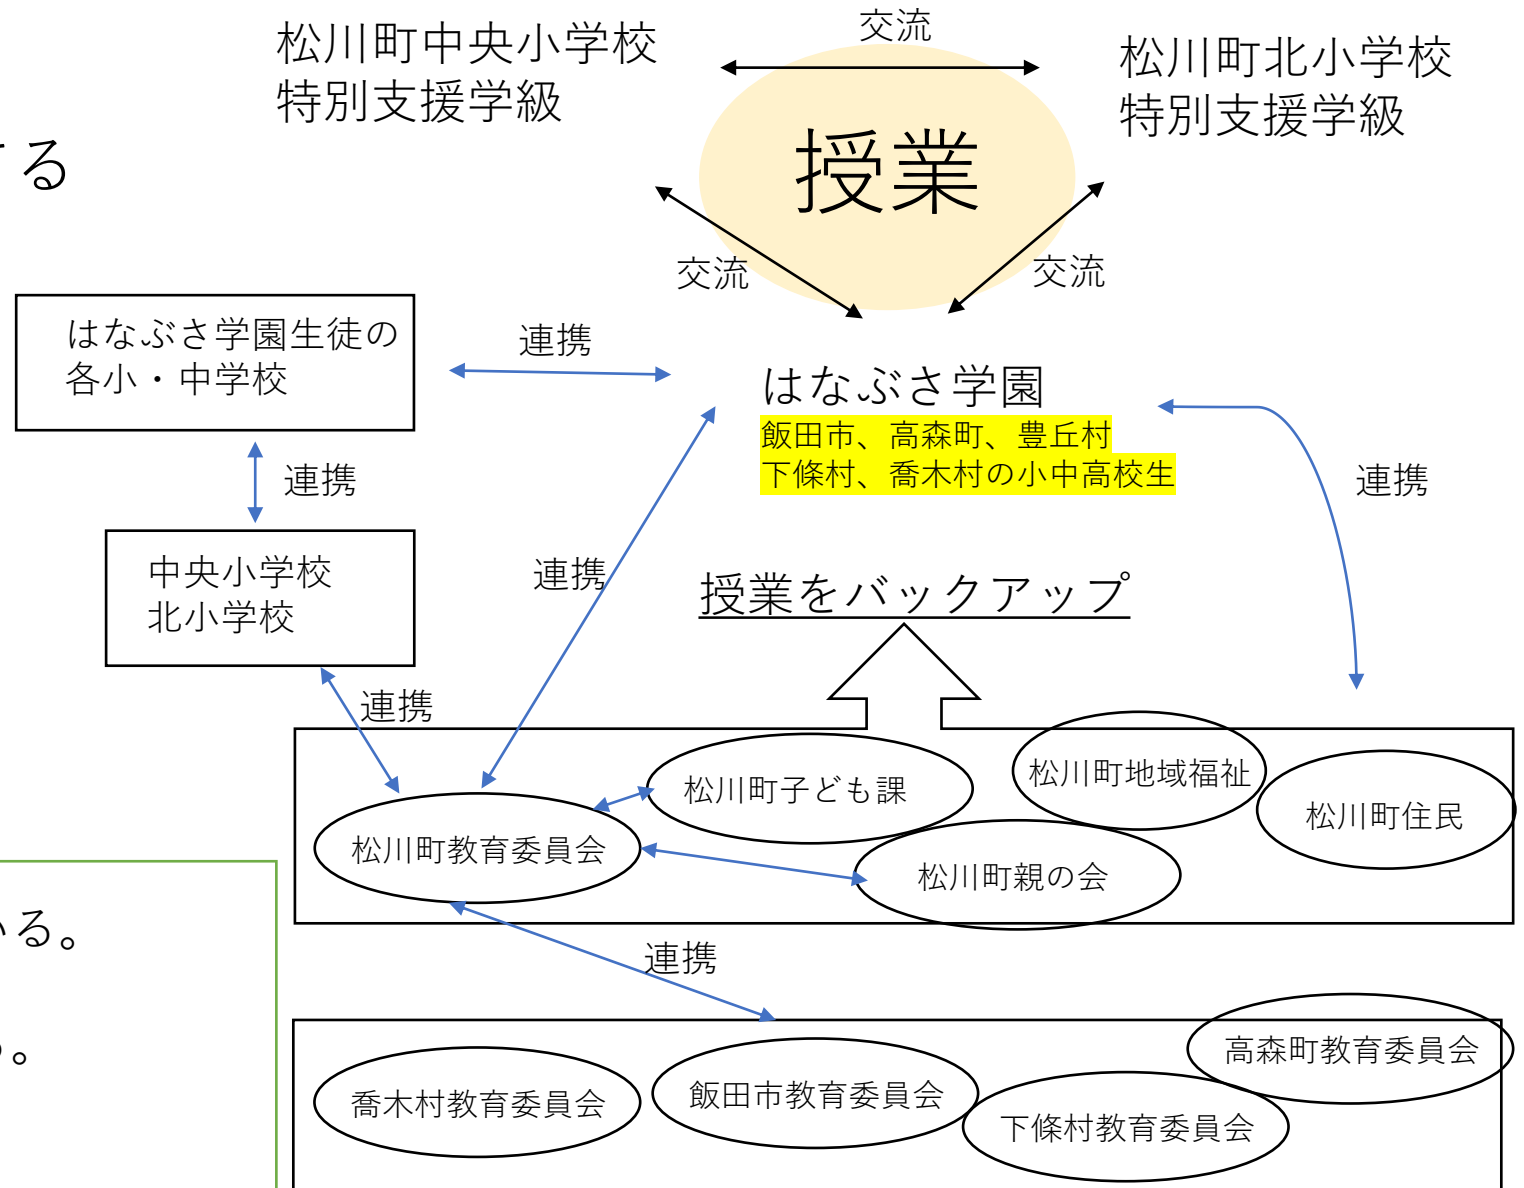 交流
松川町中央小学校
特別支援学級
松川町北小学校
特別支援学級
授業
る
交流
交流
はなぶさ学園生徒の
各小・中学校
連携
はなぶさ学園
飯田市、高森町、豊丘村
下條村、喬木村の小中高校生
連携
連携
中央小学校
北小学校
連携
授業をバックアップ
連携
松川町教育委員会
松川町子ども課
松川町地域福祉
松川町住民
松川町親の会
いる。
。
連携
喬木村教育委員会
飯田市教育委員会
下條村教育委員会
高森町教育委員会